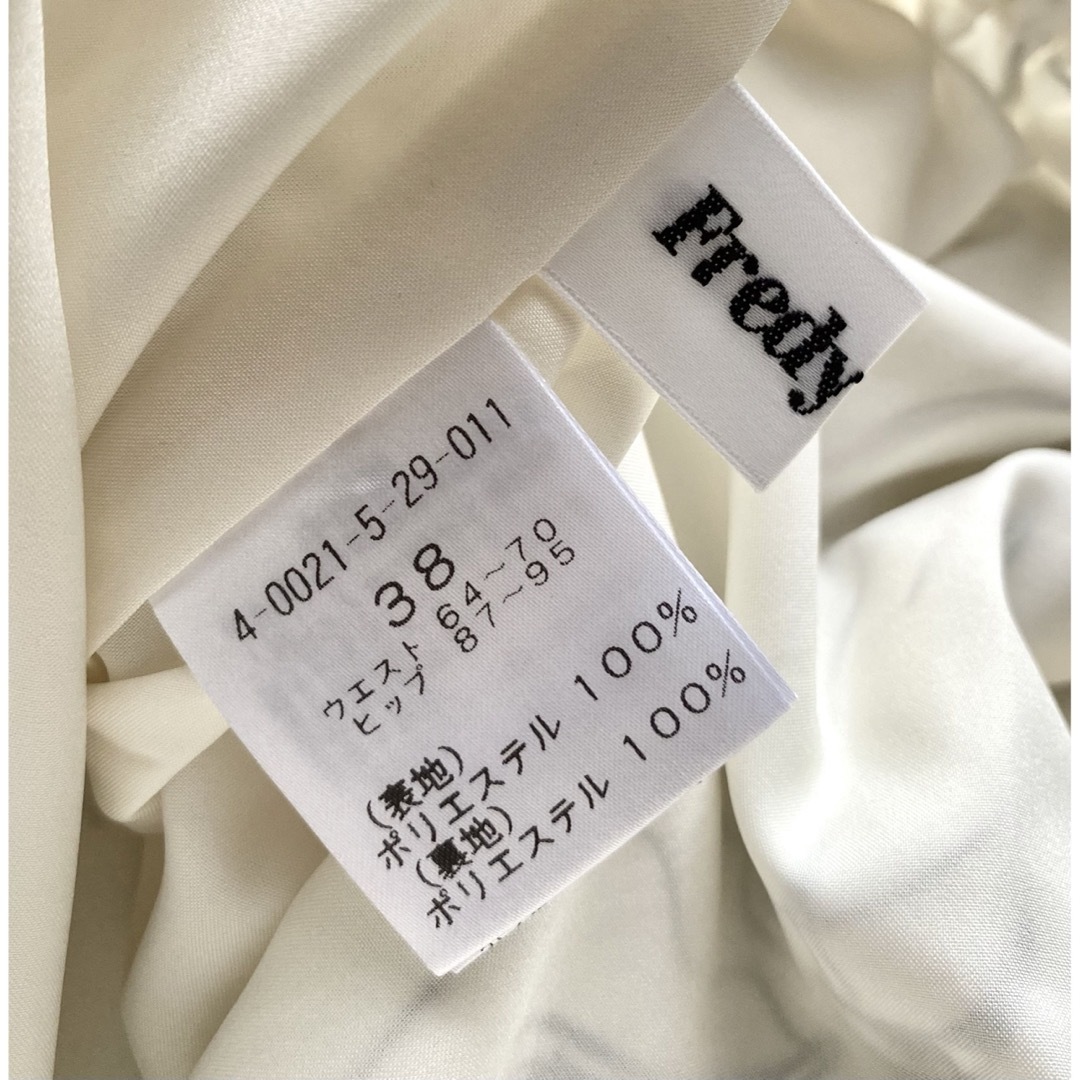 Fredy
4-0021-5-29-011
38
ウエスト 64～70
ヒップ 87～95
(表地)
ポリエステル 100%
(裏地)
ポリエステル 100%